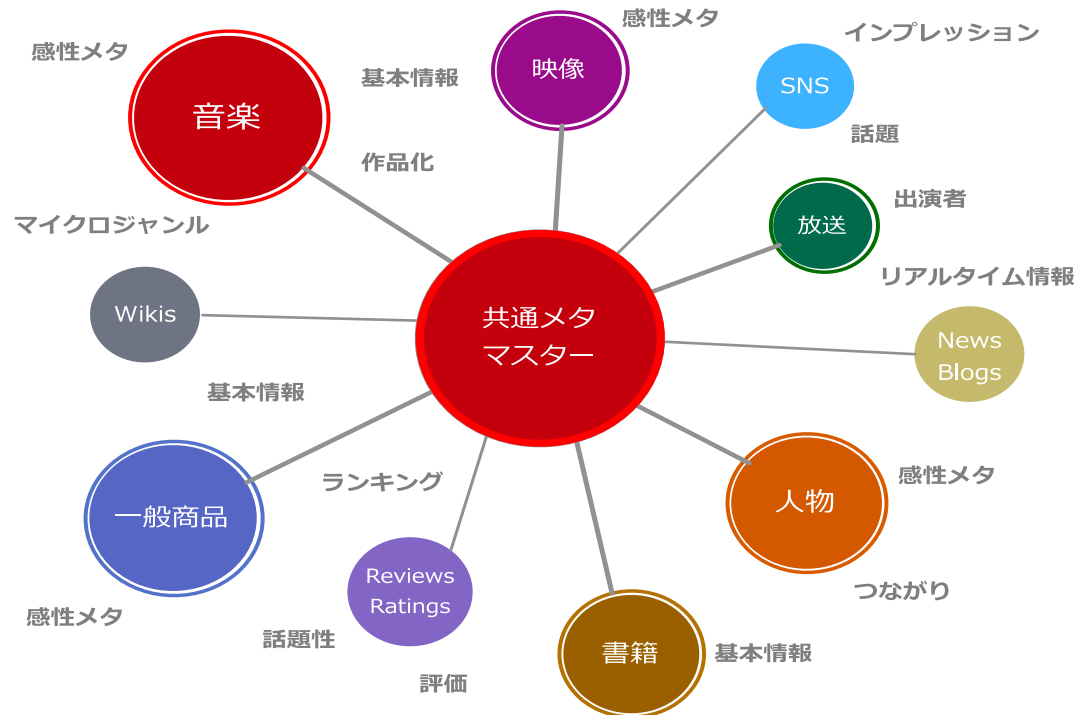 感性メタ
インプレッション
感性メタ
基本情報
映像
SNS
音楽
話題
作品化
出演者
マイクロジャンル
放送
リアルタイム情報
Wikis
共通メタ
マスター
News
Blogs
基本情報
感性メタ
ランキング
人物
一般商品
Reviews
Ratings
つながり
感性メタ
話題性
書籍
基本情報
評価